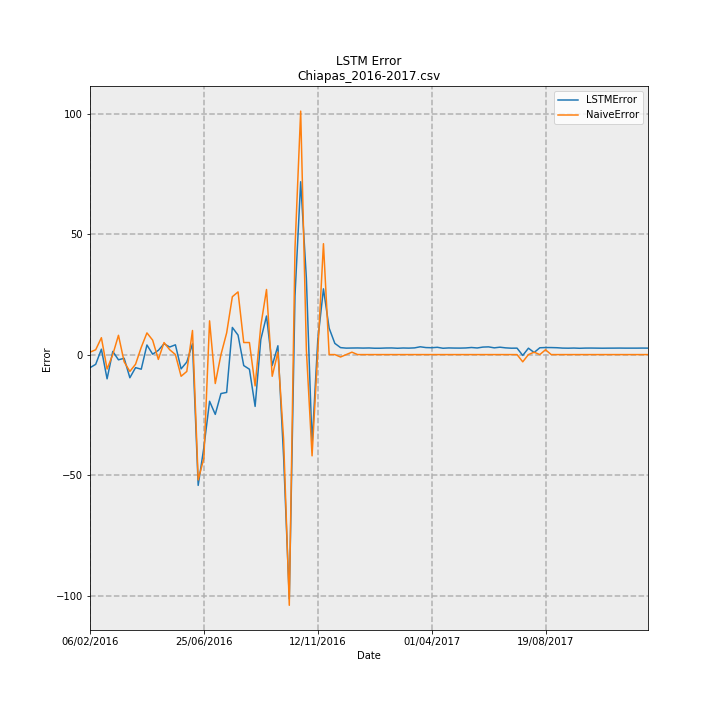 LSTM Error
Chiapas_2016-2017.csv
LSTMError
NaiveError
100
50
0
−50
−100
Error
06/02/2016
25/06/2016
12/11/2016
01/04/2017
19/08/2017
Date